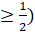 ≥ 1/2)